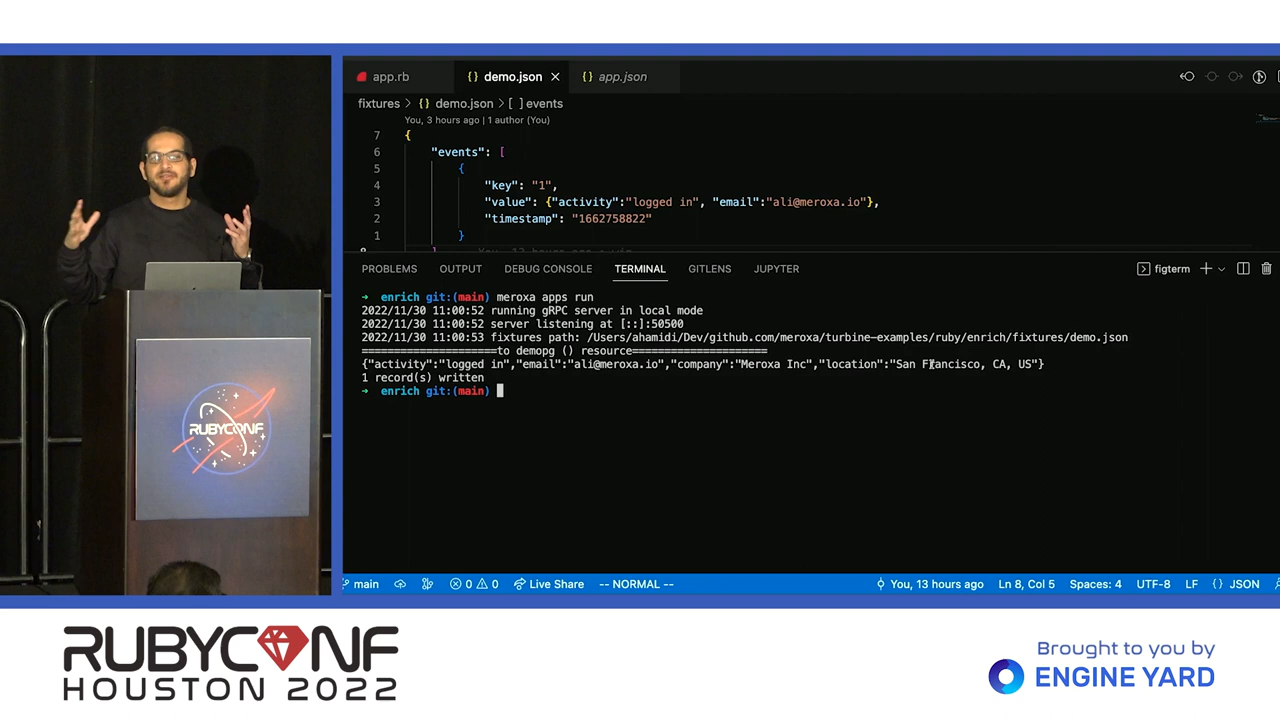 app.rb
{} demo.json ×
{} app.json
fixtures > {} demo.json > [ ] events
You, 3 hours ago | 1 author (You)
7 {
6 "events": [
5 {
4 "key": "1",
3 "value": {"activity":"logged in", "email":"ali@meroxa.io"},
2 "timestamp": "1662758822"
1 }
8 ]
PROBLEMS OUTPUT DEBUG CONSOLE TERMINAL GITLENS JUPYTER
figterm
➜ enrich git:(main) meroxa apps run
2022/11/30 11:00:52 running gRPC server in local mode
2022/11/30 11:00:52 server listening at [::]:50500
2022/11/30 11:00:53 fixtures path: /Users/ahamidi/Dev/github.com/meroxa/turbine-examples/ruby/enrich/fixtures/demo.json
=====================to demopg () resource=====================
{"activity":"logged in","email":"ali@meroxa.io","company":"Meroxa Inc","location":"San Francisco, CA, US"}
1 record(s) written
➜ enrich git:(main)
RUBYCONF
main 0 0 Live Share -- NORMAL -- You, 13 hours ago Ln 8, Col 5 Spaces: 4 UTF-8 LF {} JSON
RUBYCONF
HOUSTON 2022
Brought to you by
ENGINE YARD